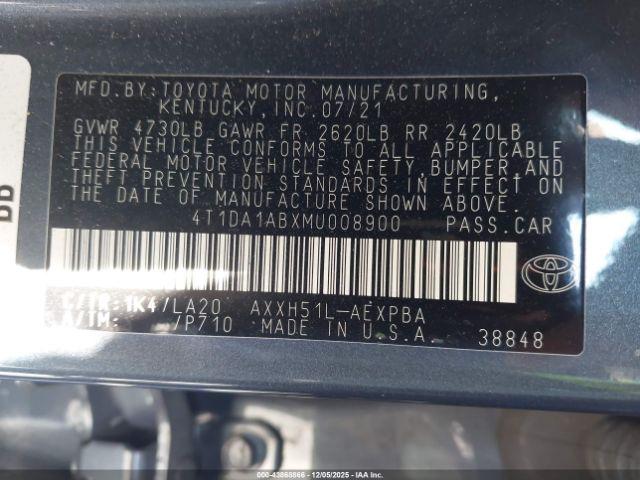 MFD.BY:TOYOTA MOTOR MANUFACTURING,
KENTUCKY,INC.07/21
GVWR 4730LB GAWR FR 2620LB RR 2420LB
THIS VEHICLE CONFORMS TO ALL APPLICABLE
FEDERAL MOTOR VEHICLE SAFETY,BUMPER,AND
THEFT PREVENTION STANDARDS IN EFFECT ON
THE DATE OF MANUFACTURE SHOWN ABOVE.
4T1DA1ABXMU008900 PASS.CAR
C/TR:1K4/LA20 AXXH51L-AEXPBA
A/TM: /P710 MADE IN U.S.A. 38848
#00-43868866 * 12/05/2025 * IAA Inc.